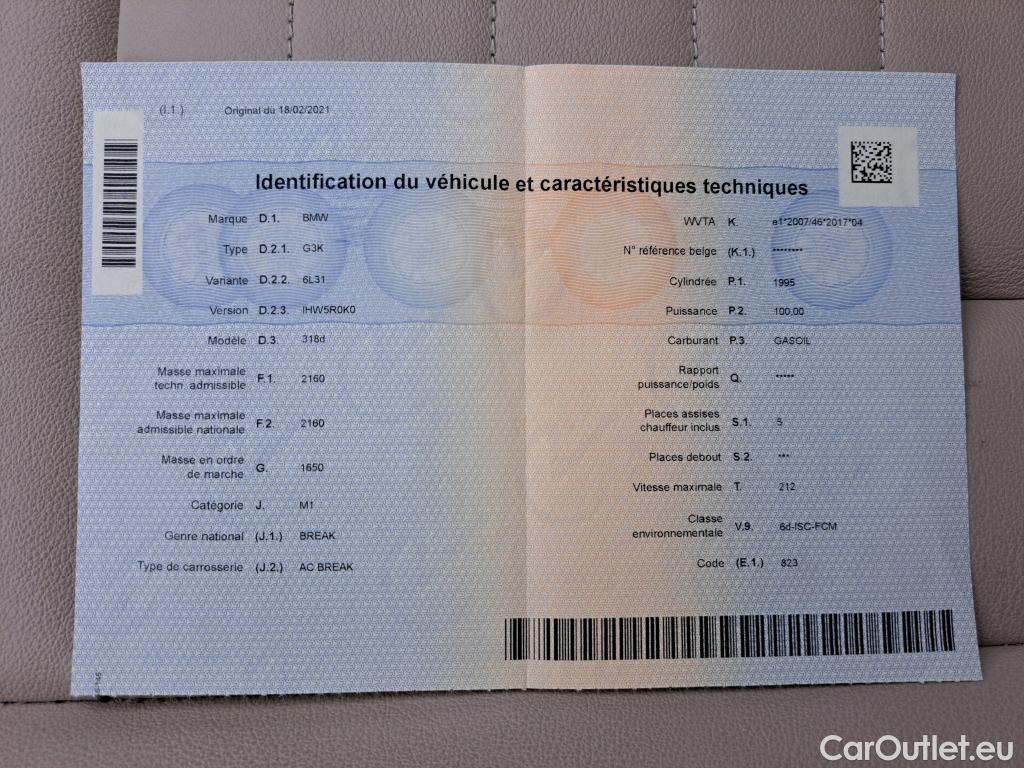 (I.1.) Original du 18/02/2021
Identification du véhicule et caractéristiques techniques
Marque D.1. BMW
Type D.2.1. G3K
Variante D.2.2. 6L31
Version D.2.3. IHW5R0K0
Modèle D.3. 318d
Masse maximale
techn. admissible F.1. 2160
Masse maximale
admissible nationale F.2. 2160
Masse en ordre
de marche G. 1650
Catégorie J. M1
Genre national (J.1.) BREAK
Type de carrosserie (J.2.) AC BREAK
WVTA K. e1*2007/46*2017*04
N° référence belge (K.1.) ********
Cylindrée P.1. 1995
Puissance P.2. 100,00
Carburant P.3. GASOIL
Rapport
puissance/poids Q. *****
Places assises
chauffeur inclus S.1. 5
Places debout S.2. ***
Vitesse maximale T. 212
Classe
environnementale V.9. 6d-ISC-FCM
Code (E.1.) 823
CarOutlet.eu